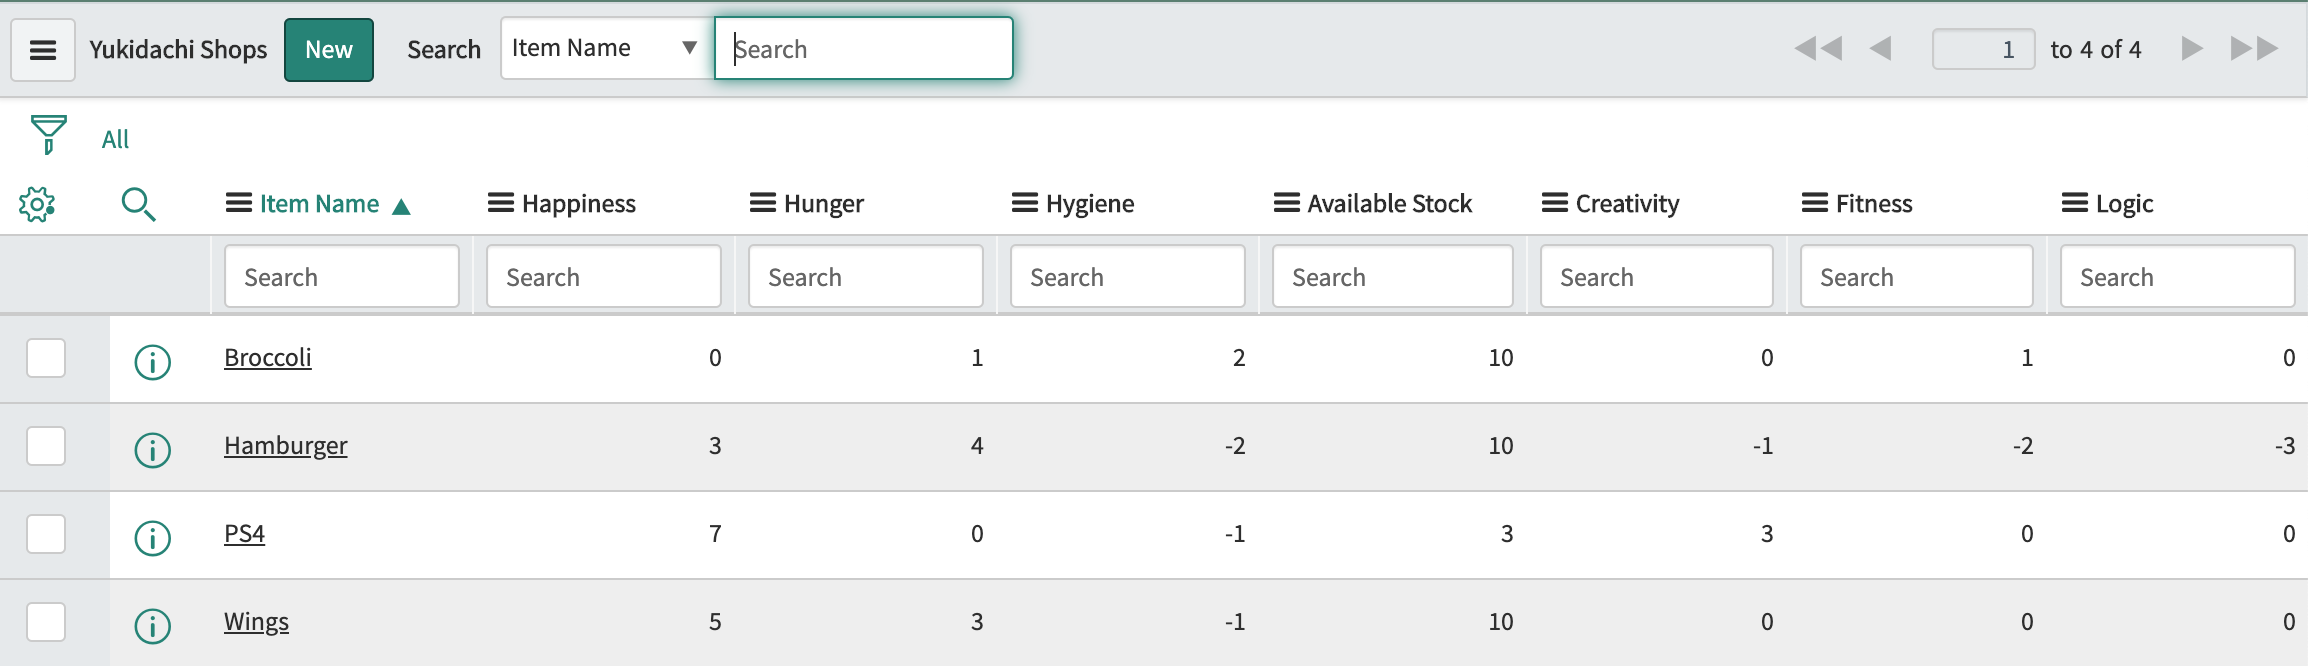 Yukidachi Shops New Search Item Name Search 1 to 4 of 4
All
Item Name Happiness Hunger Hygiene Available Stock Creativity Fitness Logic
Search Search Search Search Search Search Search Search
Broccoli 0 1 2 10 0 1 0
Hamburger 3 4 -2 10 -1 -2 -3
PS4 7 0 -1 3 3 0 0
Wings 5 3 -1 10 0 0 0